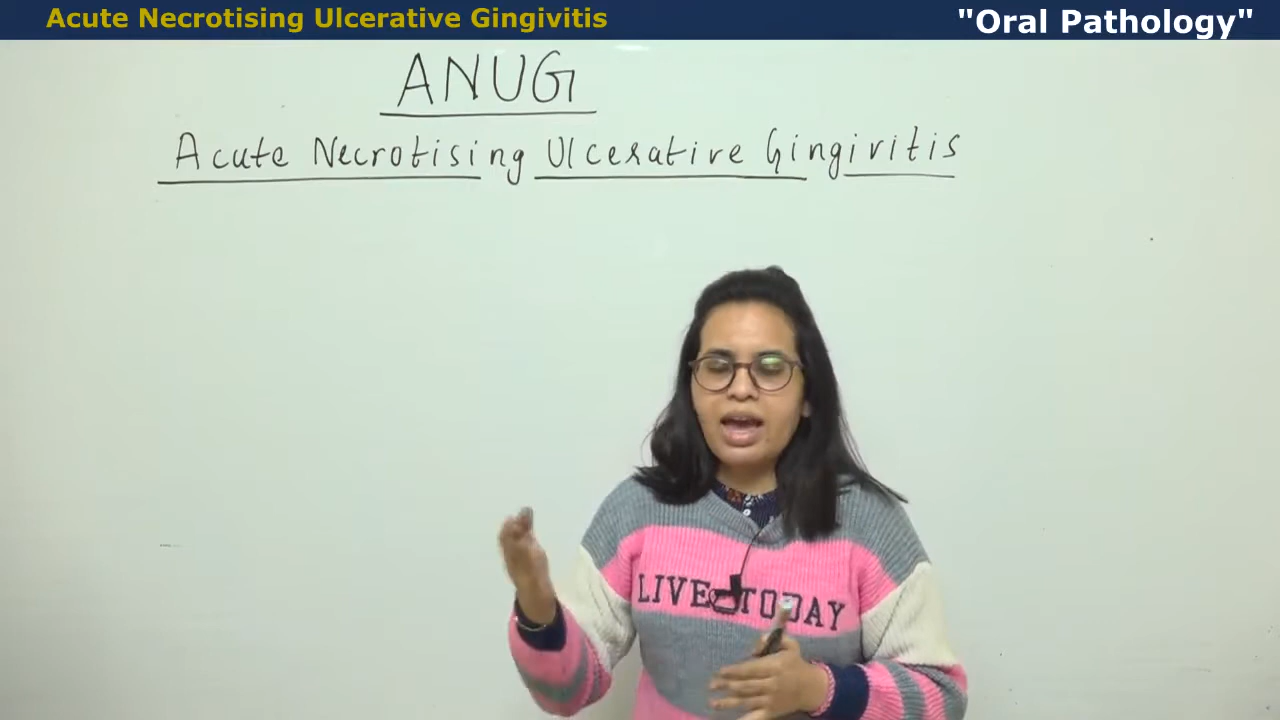 Acute Necrotising Ulcerative Gingivitis
"Oral Pathology"
ANUG
Acute Necrotising Ulcerative Gingivitis
LIVE TODAY